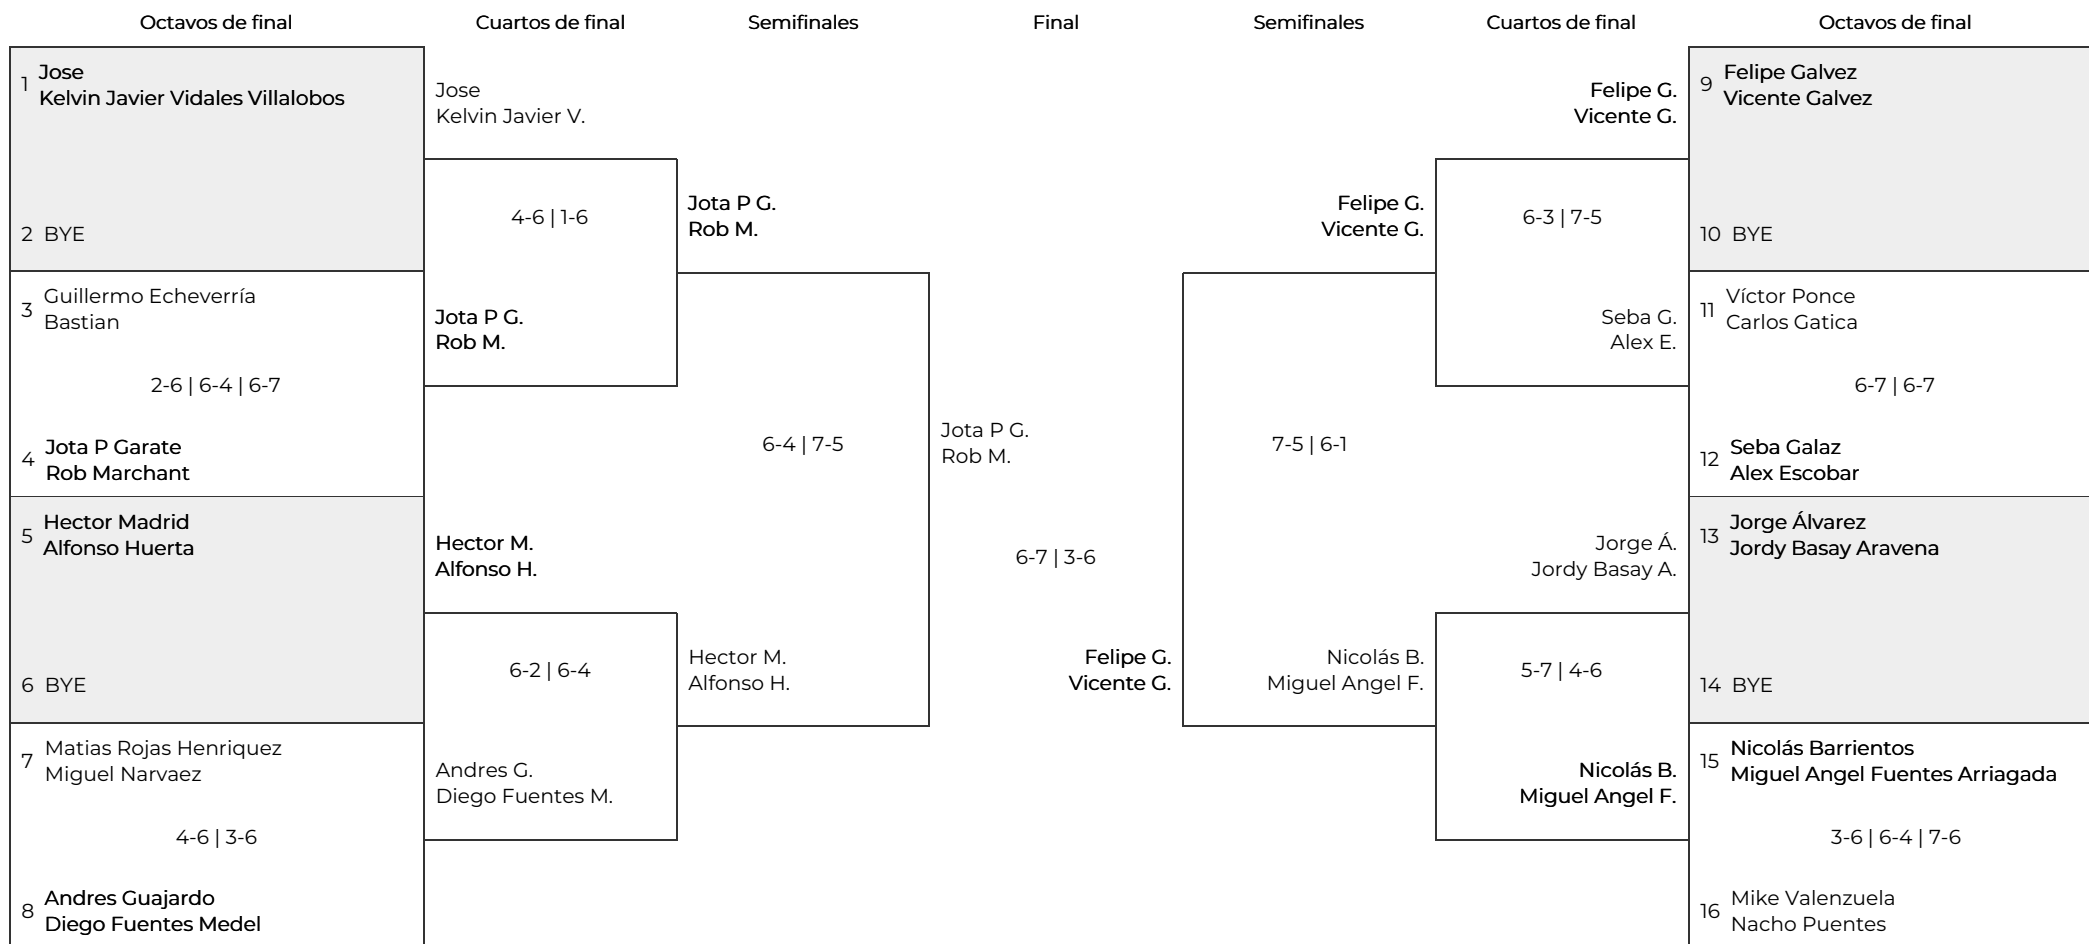 Octavos de final
Cuartos de final
Semifinales
Final
Semifinales
Cuartos de final
Octavos de final
1
Jose
Kelvin Javier Vidales Villalobos
2 BYE
3
Guillermo Echeverría
Bastian
2-6 | 6-4 | 6-7
4
Jota P Garate
Rob Marchant
5
Hector Madrid
Alfonso Huerta
6 BYE
7
Matias Rojas Henriquez
Miguel Narvaez
4-6 | 3-6
8
Andres Guajardo
Diego Fuentes Medel
Jose
Kelvin Javier V.
4-6 | 1-6
Jota P G.
Rob M.
Hector M.
Alfonso H.
6-2 | 6-4
Andres G.
Diego Fuentes M.
Jota P G.
Rob M.
6-4 | 7-5
Hector M.
Alfonso H.
Jota P G.
Rob M.
6-7 | 3-6
Felipe G.
Vicente G.
Felipe G.
Vicente G.
7-5 | 6-1
Nicolás B.
Miguel Angel F.
Felipe G.
Vicente G.
6-3 | 7-5
Seba G.
Alex E.
Jorge Á.
Jordy Basay A.
5-7 | 4-6
Nicolás B.
Miguel Angel F.
9
Felipe Galvez
Vicente Galvez
10 BYE
11
Víctor Ponce
Carlos Gatica
6-7 | 6-7
12
Seba Galaz
Alex Escobar
13
Jorge Álvarez
Jordy Basay Aravena
14 BYE
15
Nicolás Barrientos
Miguel Angel Fuentes Arriagada
3-6 | 6-4 | 7-6
16
Mike Valenzuela
Nacho Puentes